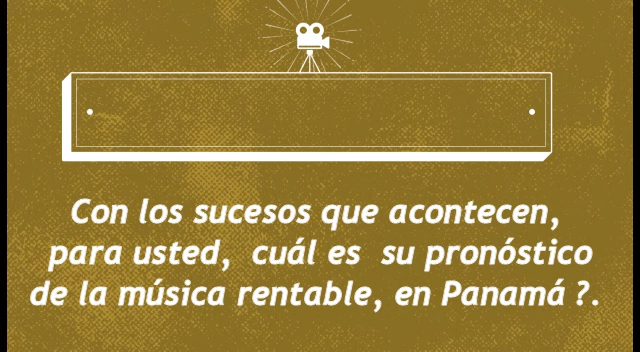 Con los sucesos que acontecen,
para usted, cuál es su pronóstico
de la música rentable, en Panamá ?.